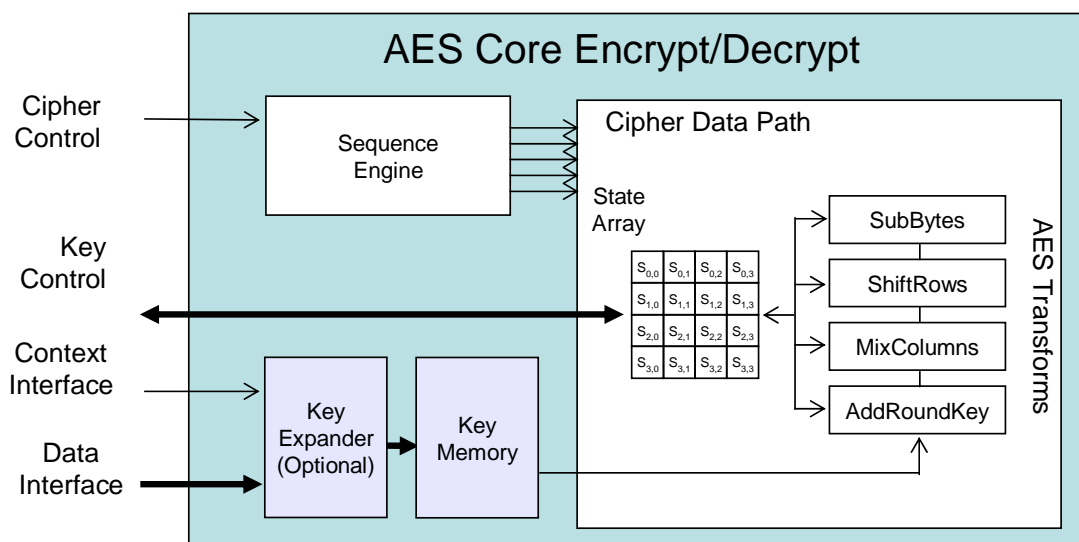 AES Core Encrypt/Decrypt
Cipher
Control
Sequence
Engine
Cipher Data Path
State
Array
S0,0 S0,1 S0,2 S0,3
S1,0 S1,1 S1,2 S1,3
S2,0 S2,1 S2,2 S2,3
S3,0 S3,1 S3,2 S3,3
SubBytes
ShiftRows
MixColumns
AddRoundKey
AES Transforms
Key
Control
Context
Interface
Data
Interface
Key
Expander
(Optional)
Key
Memory